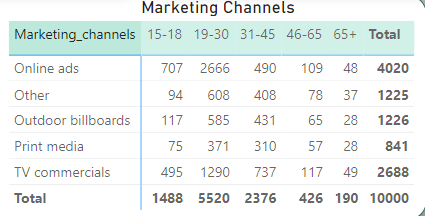 Marketing Channels
Marketing_channels 15-18 19-30 31-45 46-65 65+ Total
Online ads 707 2666 490 109 48 4020
Other 94 608 408 78 37 1225
Outdoor billboards 117 585 431 65 28 1226
Print media 75 371 310 57 28 841
TV commercials 495 1290 737 117 49 2688
Total 1488 5520 2376 426 190 10000